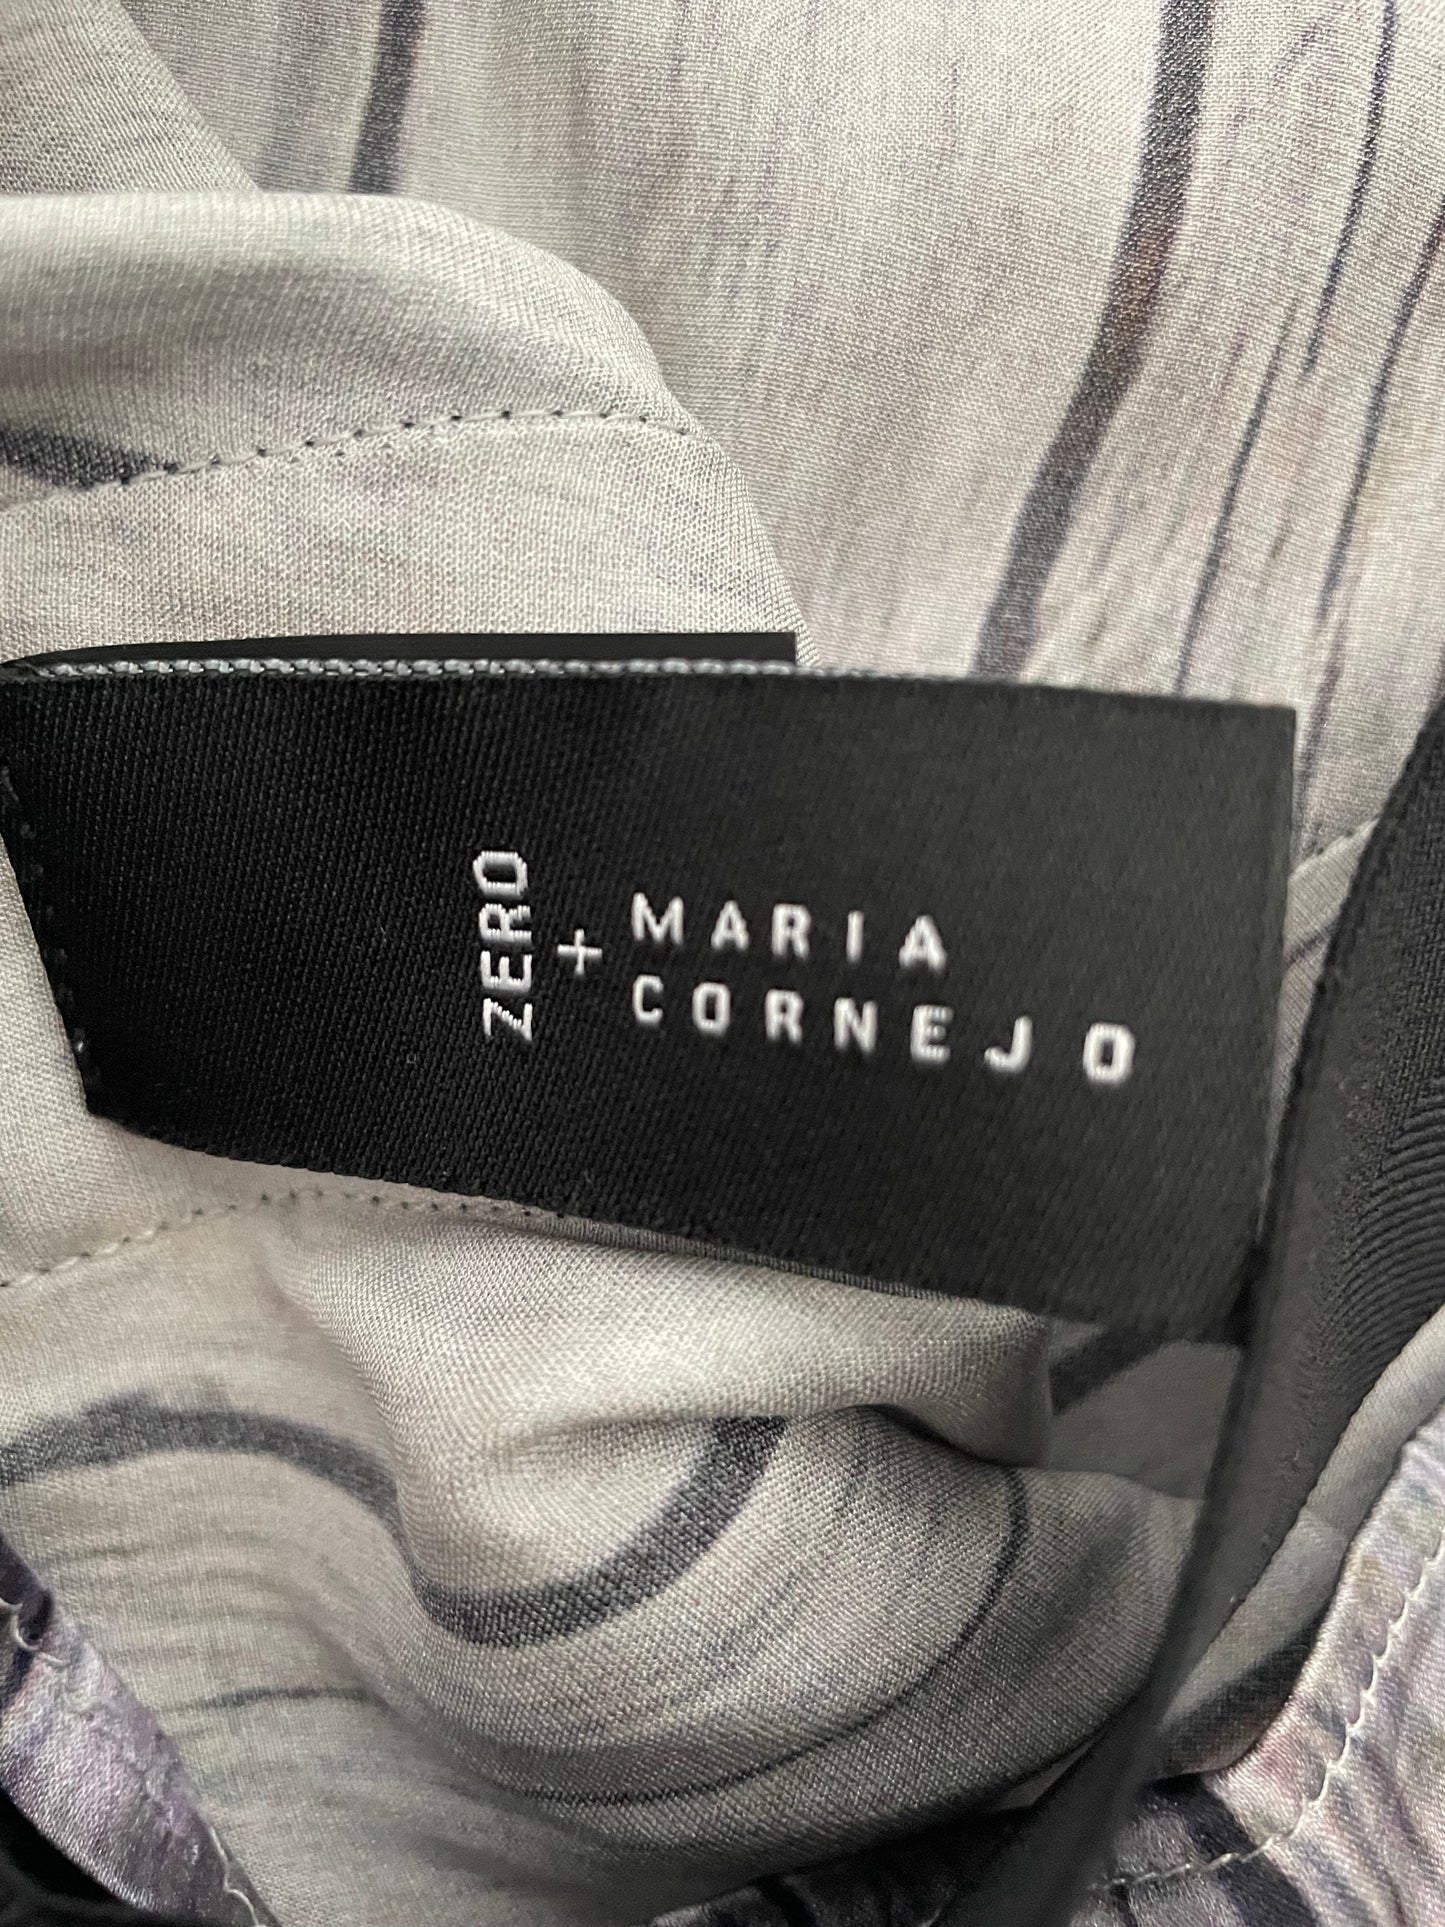 ZERO
+
MARIA
CORNEJO